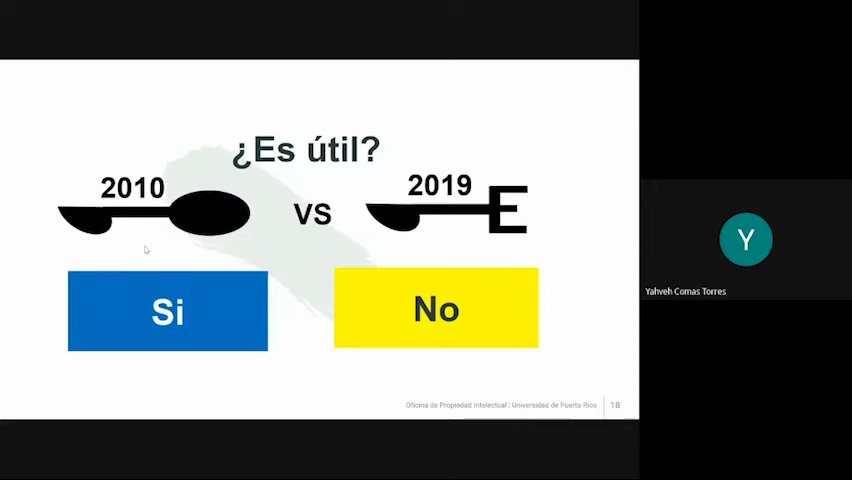 ¿Es útil?
2010
VS
2019
E
Si
No
Y
Yahveh Comas Torres
Oficina de Propiedad Intelectual | Universidad de Puerto Rico
18